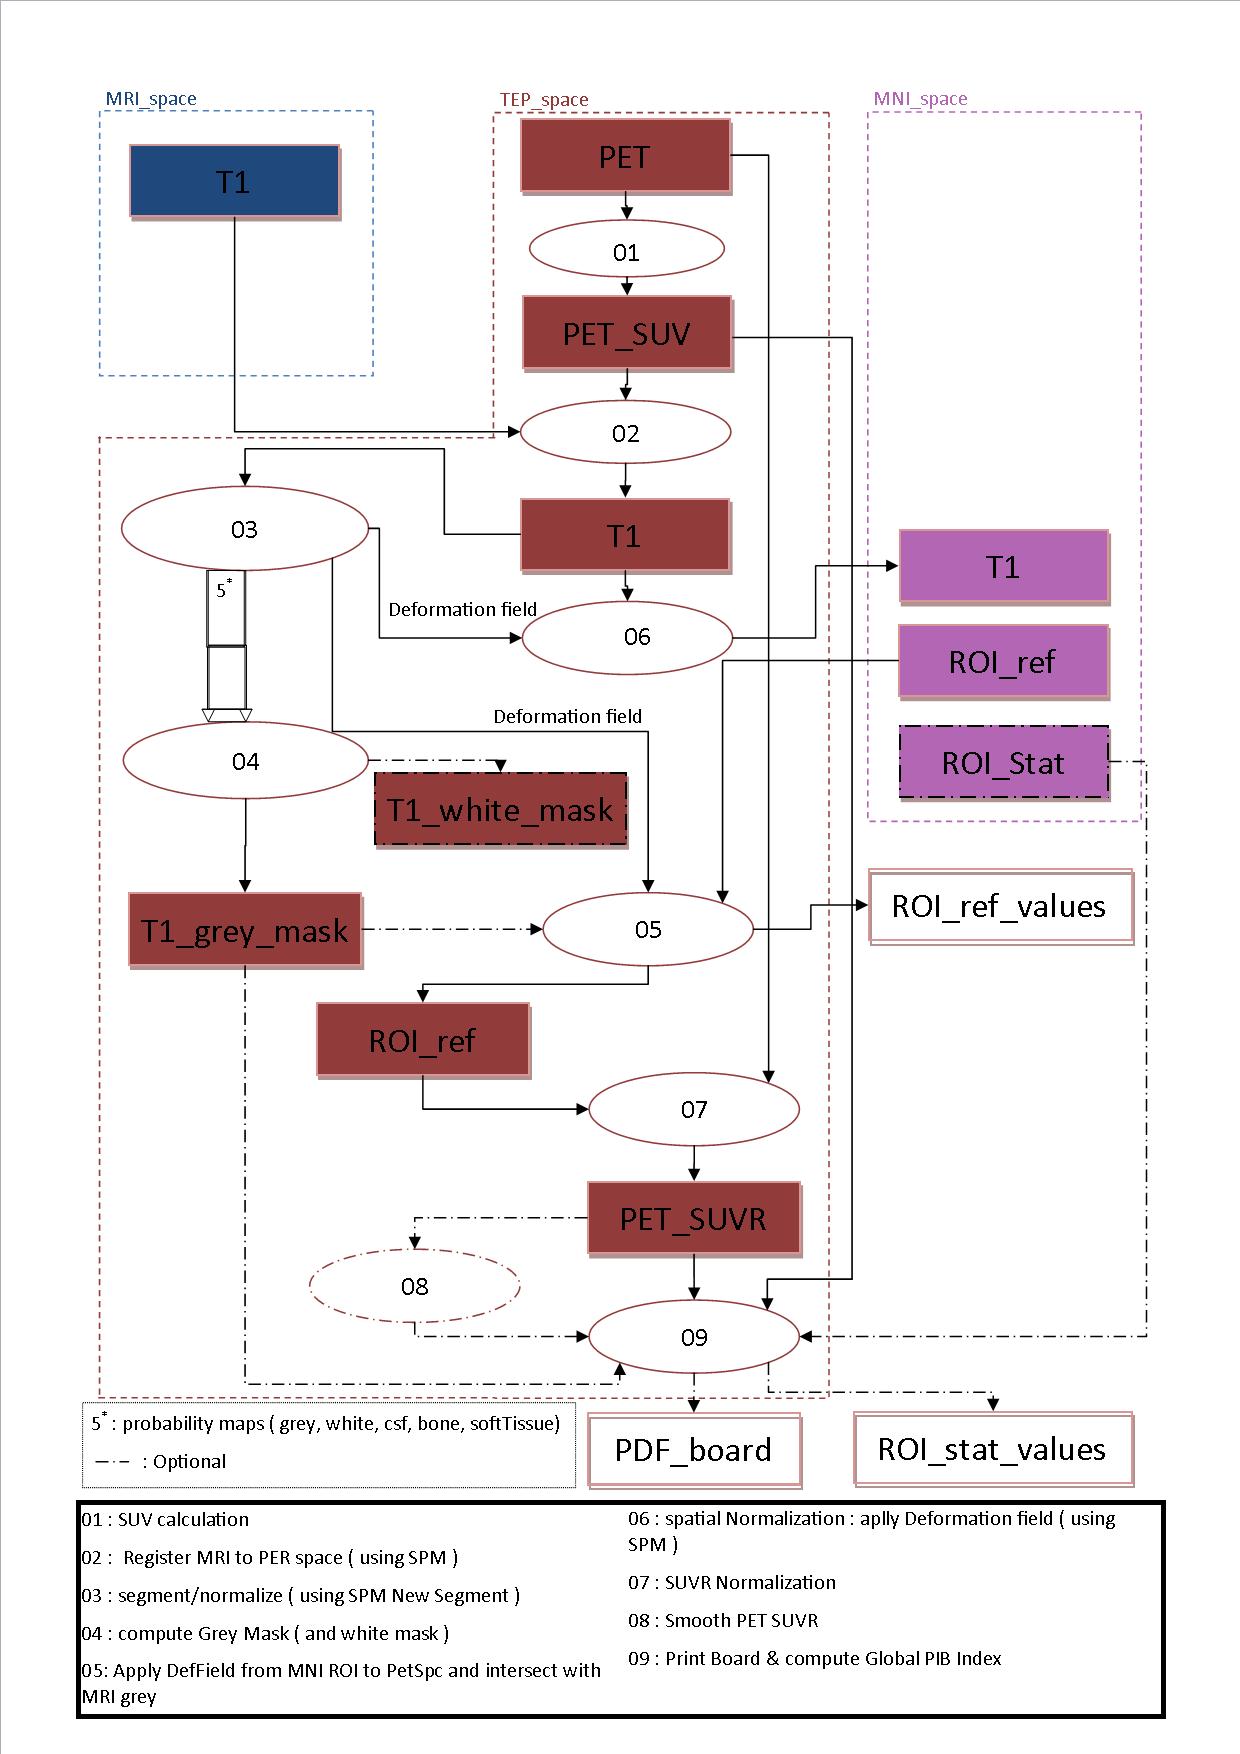 MRI_space
TEP_space
MNI_space
T1
PET
01
PET_SUV
02
03
T1
T1
5*
Deformation field
06
ROI_ref
Deformation field
04
ROI_Stat
T1_white_mask
T1_grey_mask
05
ROI_ref_values
ROI_ref
07
PET_SUVR
08
09
5* : probability maps ( grey, white, csf, bone, softTissue)
: Optional
PDF_board
ROI_stat_values
01 : SUV calculation
02 : Register MRI to PER space ( using SPM )
03 : segment/normalize ( using SPM New Segment )
04 : compute Grey Mask ( and white mask )
05: Apply DefField from MNI ROI to PetSpc and intersect with
MRI grey
06 : spatial Normalization : aplly Deformation field ( using
SPM )
07 : SUVR Normalization
08 : Smooth PET SUVR
09 : Print Board & compute Global PIB Index